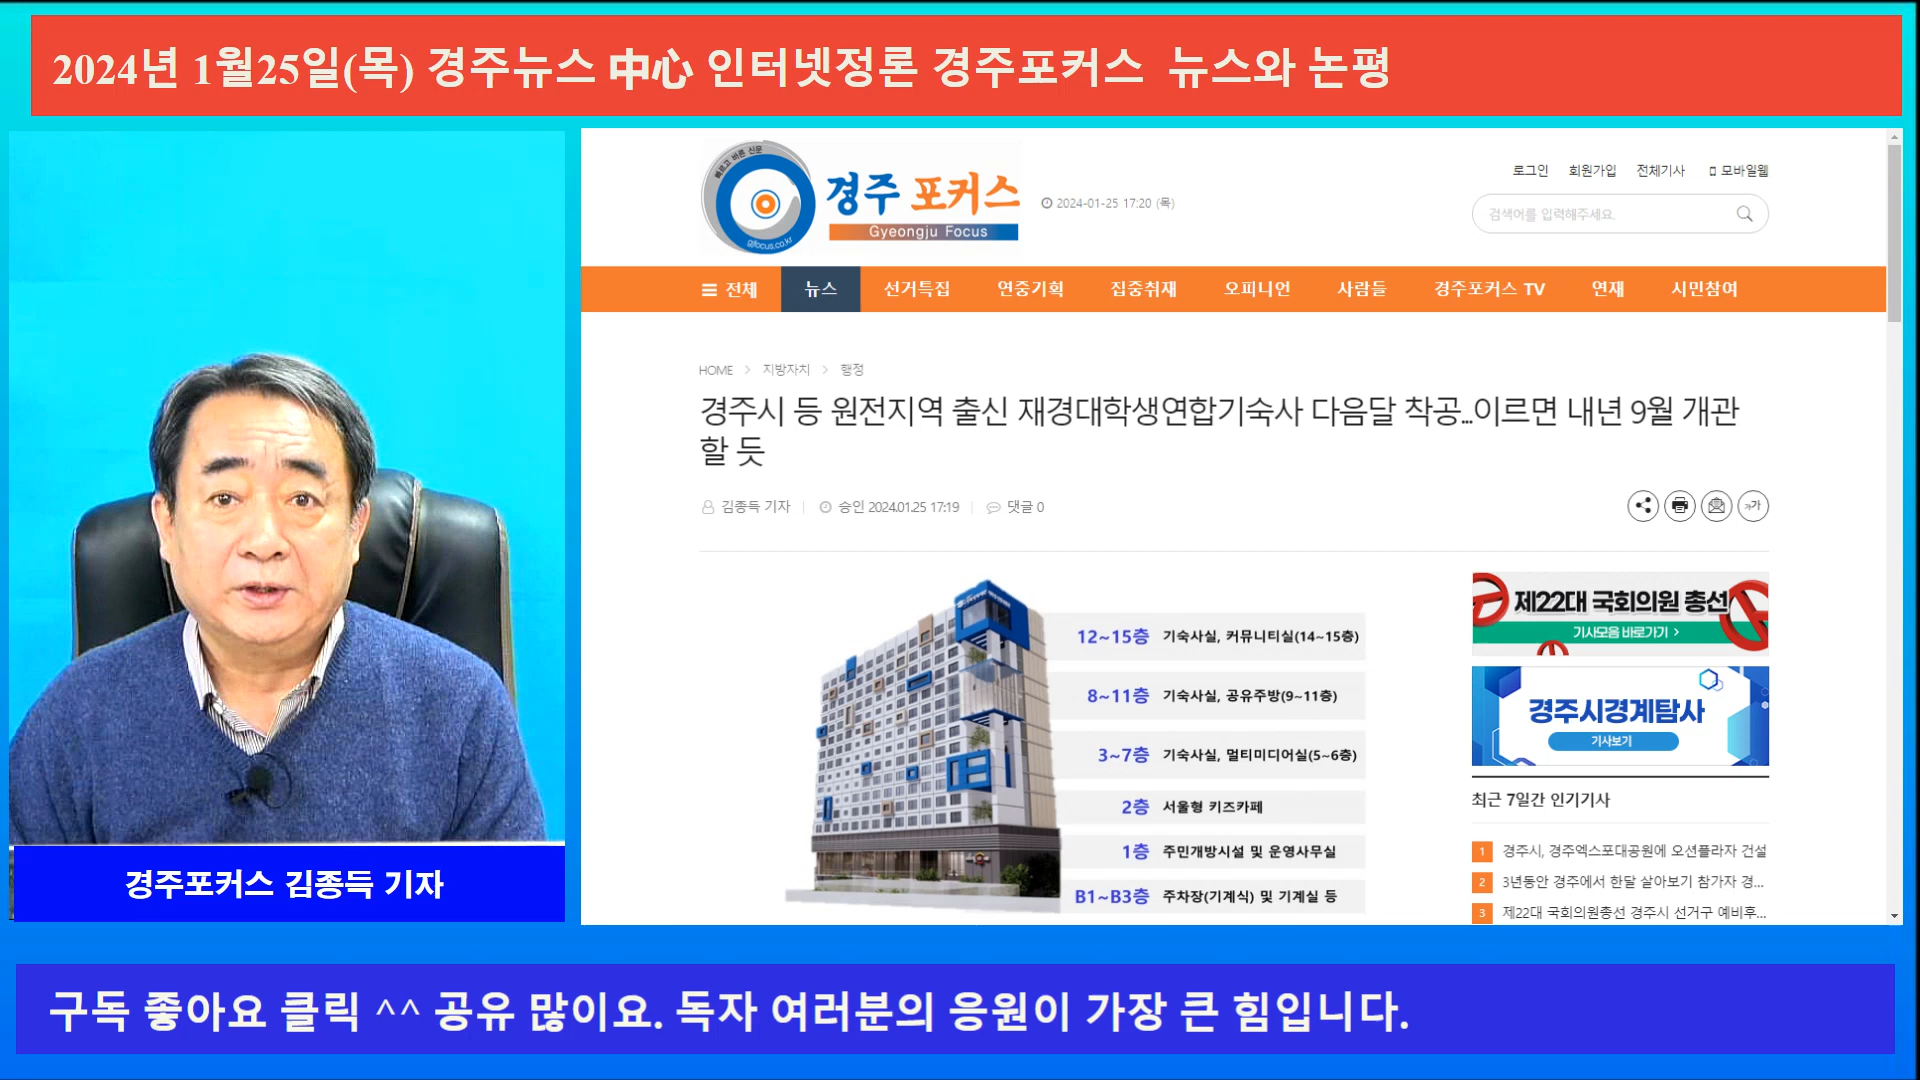 2024년 1월25일(목) 경주뉴스 中心 인터넷정론 경주포커스 뉴스와 논평
빠르고 바른 신문
gjfocus.co.kr
경주 포커스
Gyeongju Focus
2024-01-25 17:20 (목)
로그인 회원가입 전체기사 모바일웹
검색어를 입력해주세요.
전체 뉴스 선거특집 연중기획 집중취재 오피니언 사람들 경주포커스 TV 연재 시민참여
HOME > 지방자치 > 행정
경주시 등 원전지역 출신 재경대학생연합기숙사 다음달 착공...이르면 내년 9월 개관
할 듯
김종득 기자 | 승인 2024.01.25 17:19 | 댓글 0
가가
12~15층 기숙사실, 커뮤니티실(14~15층)
8~11층 기숙사실, 공유주방(9~11층)
3~7층 기숙사실, 멀티미디어실(5~6층)
2층 서울형 키즈카페
1층 주민개방시설 및 운영사무실
B1~B3층 주차장(기계식) 및 기계실 등
제22대 국회의원 총선
기사모음 바로가기 >
경주시경계탐사
기사보기
최근 7일간 인기기사
1 경주시, 경주엑스포대공원에 오션플라자 건설
2 3년동안 경주에서 한달 살아보기 참가자 경...
3 제22대 국회의원총선 경주시 선거구 예비후...
경주포커스 김종득 기자
구독 좋아요 클릭 ^^ 공유 많이요. 독자 여러분의 응원이 가장 큰 힘입니다.